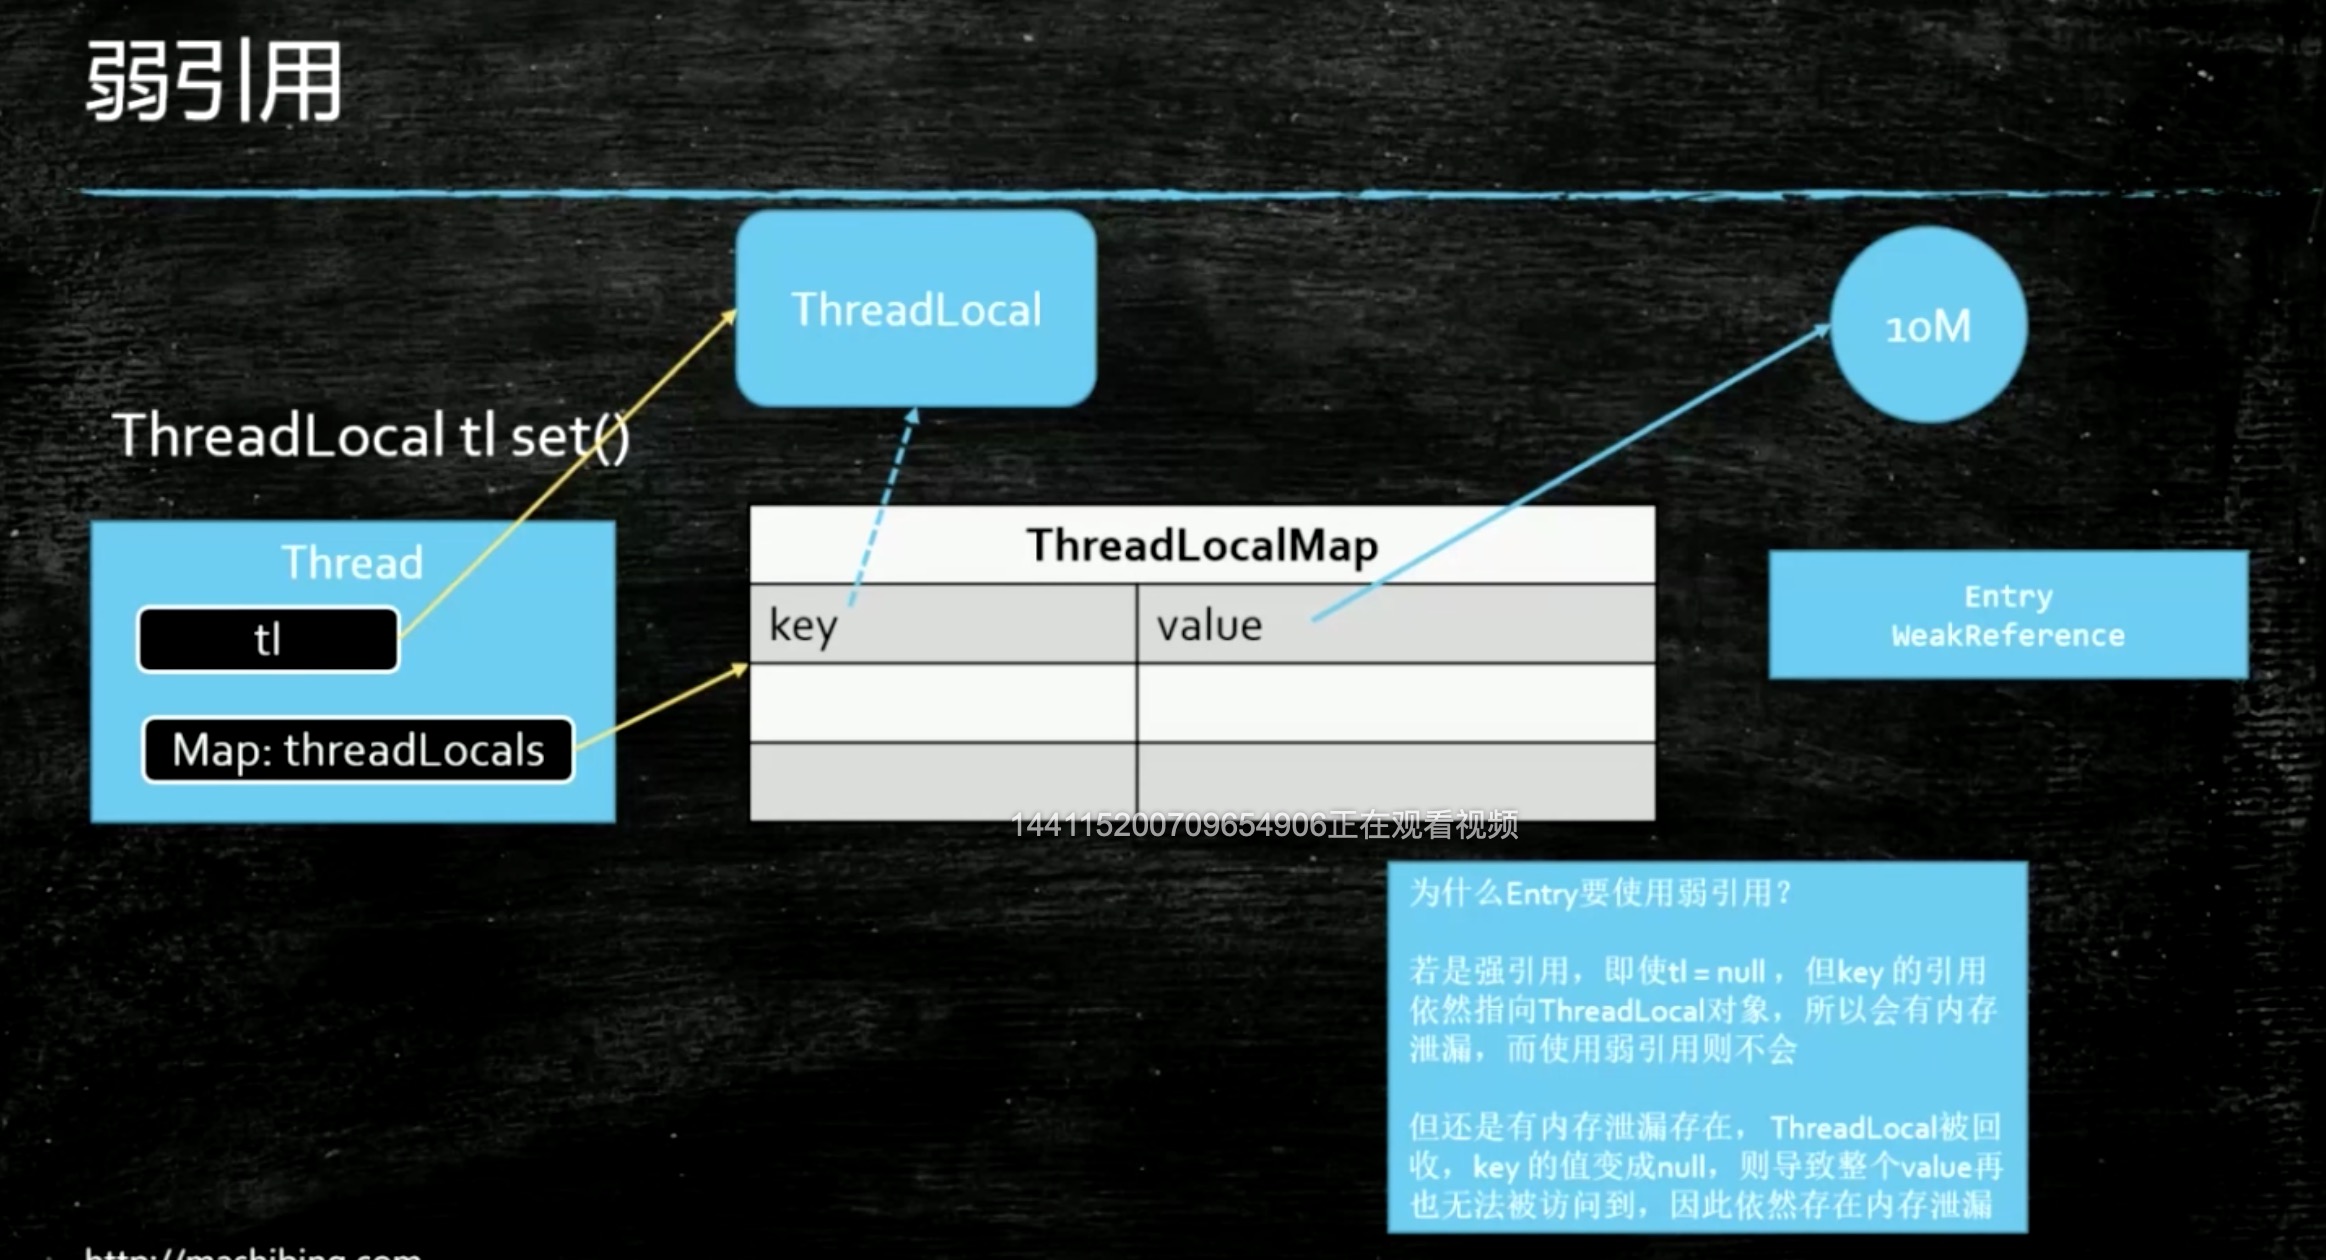 弱引用
ThreadLocal
10M
ThreadLocal tl set()
Thread
tl
Map: threadLocals
ThreadLocalMap
key
value
Entry
WeakReference
144115200709654906正在观看视频
为什么Entry要使用弱引用？
若是强引用，即使tl = null ，但key 的引用
依然指向ThreadLocal对象，所以会有内存
泄漏，而使用弱引用则不会
但还是有内存泄漏存在， ThreadLocal被回
收，key 的值变成null，则导致整个value再
也无法被访问到，因此依然存在内存泄漏
http://mashibing.com